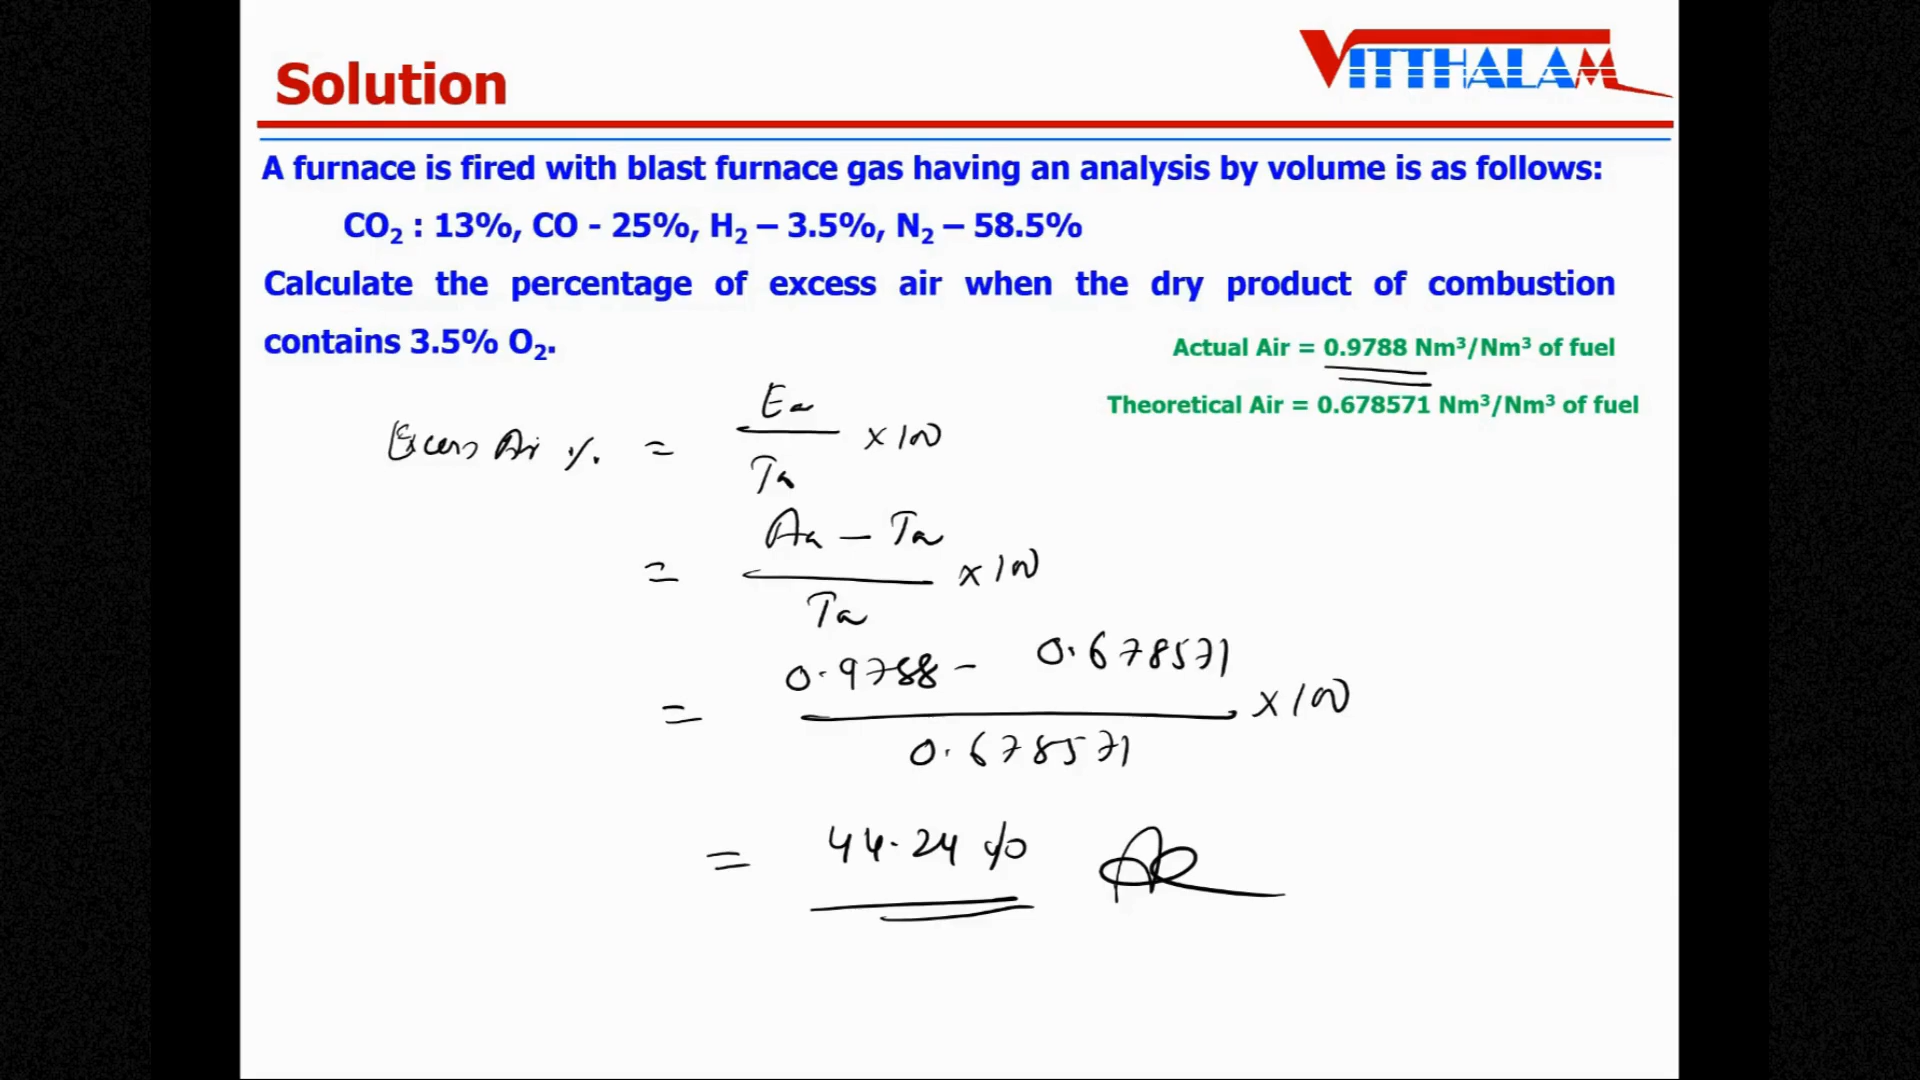 Solution
VITTHALAM
A furnace is fired with blast furnace gas having an analysis by volume is as follows:
CO₂ : 13%, CO - 25%, H₂ – 3.5%, N₂ – 58.5%
Calculate the percentage of excess air when the dry product of combustion
contains 3.5% O₂.
Actual Air = 0.9788 Nm³/Nm³ of fuel
Theoretical Air = 0.678571 Nm³/Nm³ of fuel
Excess Air % = Ea / Ta × 100
= Aa – Ta / Ta × 100
= 0.9788 – 0.678571 / 0.678571 × 100
= 44.24 %